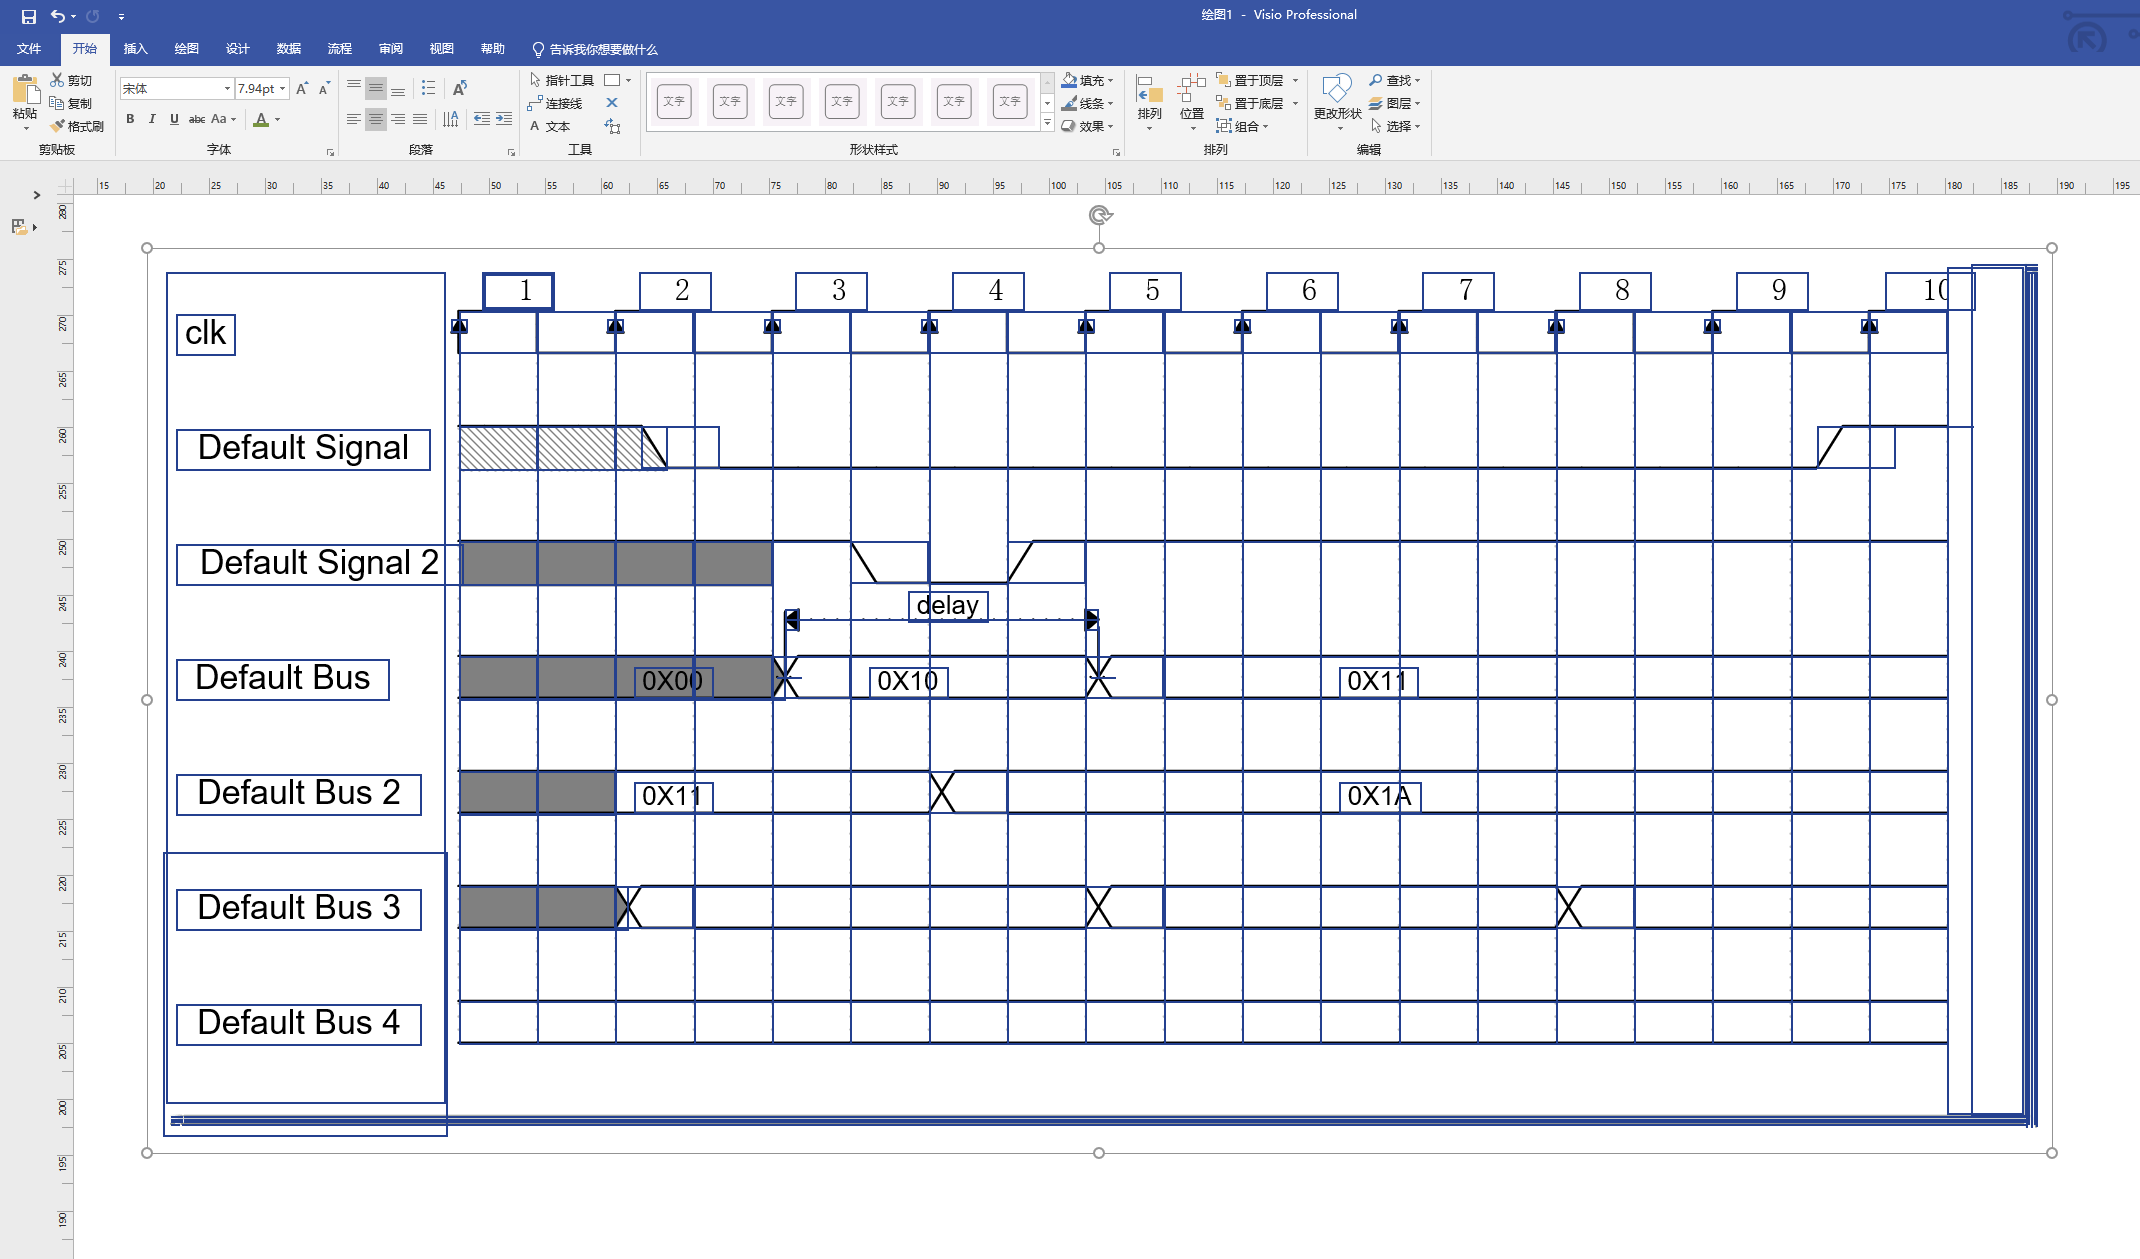 绘图1 - Visio Professional
文件 开始 插入 绘图 设计 数据 流程 审阅 视图 帮助 告诉我你想要做什么
粘贴 剪切 复制 格式刷
剪贴板
宋体 7.94pt A A
B I U abc Aa A
字体
段落
指针工具
连接线
A 文本
工具
文字 文字 文字 文字 文字 文字 文字
形状样式
填充
线条
效果
排列 位置 置于顶层
置于底层
组合
排列
更改形状 查找
图层
选择
编辑
15 20 25 30 35 40 45 50 55 60 65 70 75 80 85 90 95 100 105 110 115 120 125 130 135 140 145 150 155 160 165 170 175 180 185 190 195
280 275 270 265 260 255 250 245 240 235 230 225 220 215 210 205 200 195 190
1 2 3 4 5 6 7 8 9 10
clk
Default Signal
Default Signal 2
delay
Default Bus 0X00 0X10 0X11
Default Bus 2 0X11 0X1A
Default Bus 3
Default Bus 4